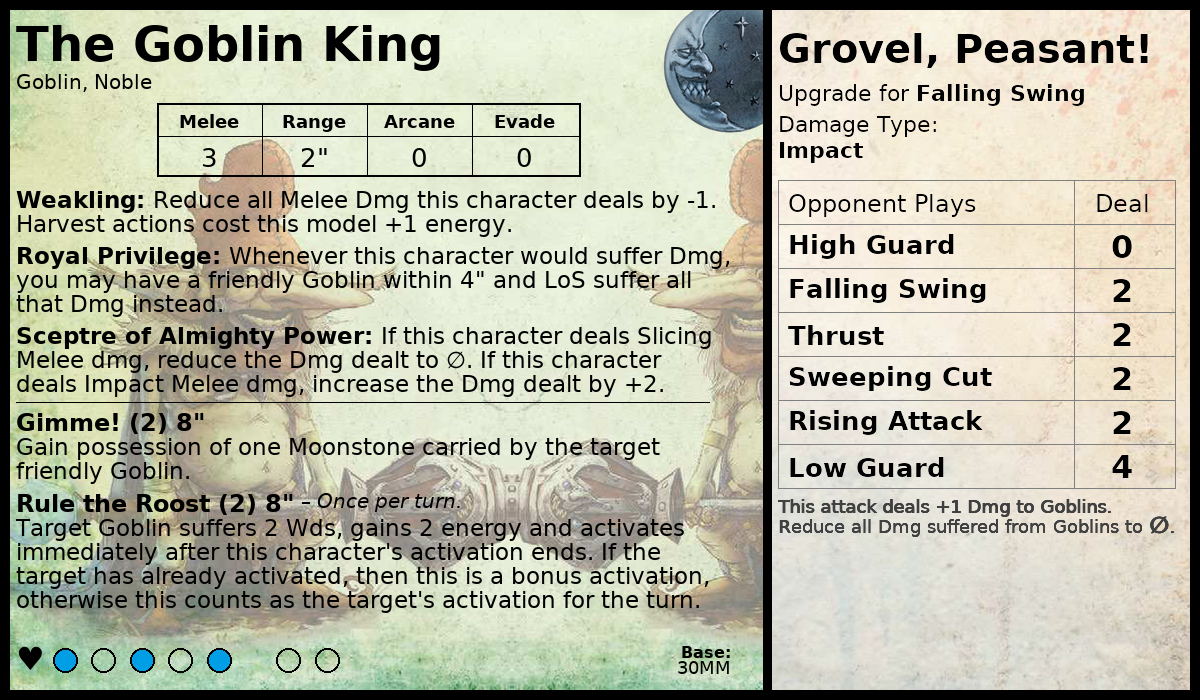 The Goblin King
Goblin, Noble
Melee Range Arcane Evade
3 2" 0 0
Weakling: Reduce all Melee Dmg this character deals by -1.
Harvest actions cost this model +1 energy.
Royal Privilege: Whenever this character would suffer Dmg,
you may have a friendly Goblin within 4" and LoS suffer all
that Dmg instead.
Sceptre of Almighty Power: If this character deals Slicing
Melee dmg, reduce the Dmg dealt to ∅. If this character
deals Impact Melee dmg, increase the Dmg dealt by +2.
Gimme! (2) 8"
Gain possession of one Moonstone carried by the target
friendly Goblin.
Rule the Roost (2) 8" – Once per turn.
Target Goblin suffers 2 Wds, gains 2 energy and activates
immediately after this character's activation ends. If the
target has already activated, then this is a bonus activation,
otherwise this counts as the target's activation for the turn.
Base:
30MM
Grovel, Peasant!
Upgrade for Falling Swing
Damage Type:
Impact
Opponent Plays Deal
High Guard 0
Falling Swing 2
Thrust 2
Sweeping Cut 2
Rising Attack 2
Low Guard 4
This attack deals +1 Dmg to Goblins.
Reduce all Dmg suffered from Goblins to ∅.